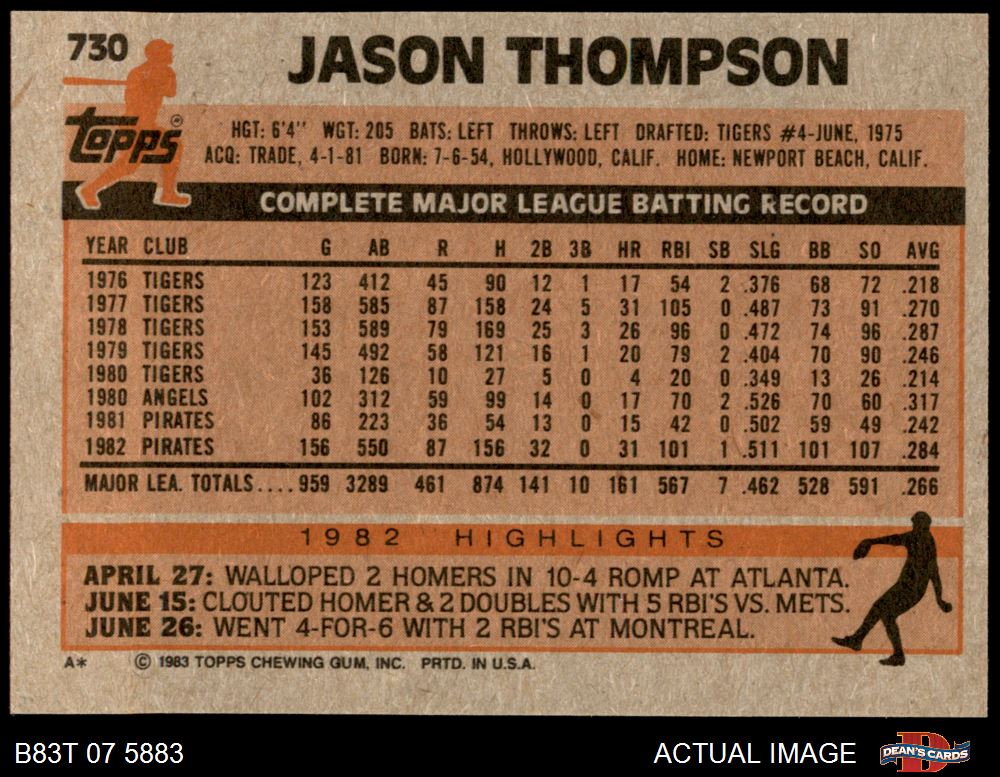 730
JASON THOMPSON
topps®
HGT: 6'4" WGT: 205 BATS: LEFT THROWS: LEFT DRAFTED: TIGERS #4-JUNE, 1975
ACQ: TRADE, 4-1-81 BORN: 7-6-54, HOLLYWOOD, CALIF. HOME: NEWPORT BEACH, CALIF.
COMPLETE MAJOR LEAGUE BATTING RECORD
YEAR CLUB G AB R H 2B 3B HR RBI SB SLG BB SO AVG
1976 TIGERS 123 412 45 90 12 1 17 54 2 .376 68 72 .218
1977 TIGERS 158 585 87 158 24 5 31 105 0 .487 73 91 .270
1978 TIGERS 153 589 79 169 25 3 26 96 0 .472 74 96 .287
1979 TIGERS 145 492 58 121 16 1 20 79 2 .404 70 90 .246
1980 TIGERS 36 126 10 27 5 0 4 20 0 .349 13 26 .214
1980 ANGELS 102 312 59 99 14 0 17 70 2 .526 70 60 .317
1981 PIRATES 86 223 36 54 13 0 15 42 0 .502 59 49 .242
1982 PIRATES 156 550 87 156 32 0 31 101 1 .511 101 107 .284
MAJOR LEA. TOTALS.... 959 3289 461 874 141 10 161 567 7 .462 528 591 .266
1982 HIGHLIGHTS
APRIL 27: WALLOPED 2 HOMERS IN 10-4 ROMP AT ATLANTA.
JUNE 15: CLOUTED HOMER & 2 DOUBLES WITH 5 RBI'S VS. METS.
JUNE 26: WENT 4-FOR-6 WITH 2 RBI'S AT MONTREAL.
A* © 1983 TOPPS CHEWING GUM, INC. PRTD. IN U.S.A.
B83T 07 5883 ACTUAL IMAGE DEAN'S CARDS